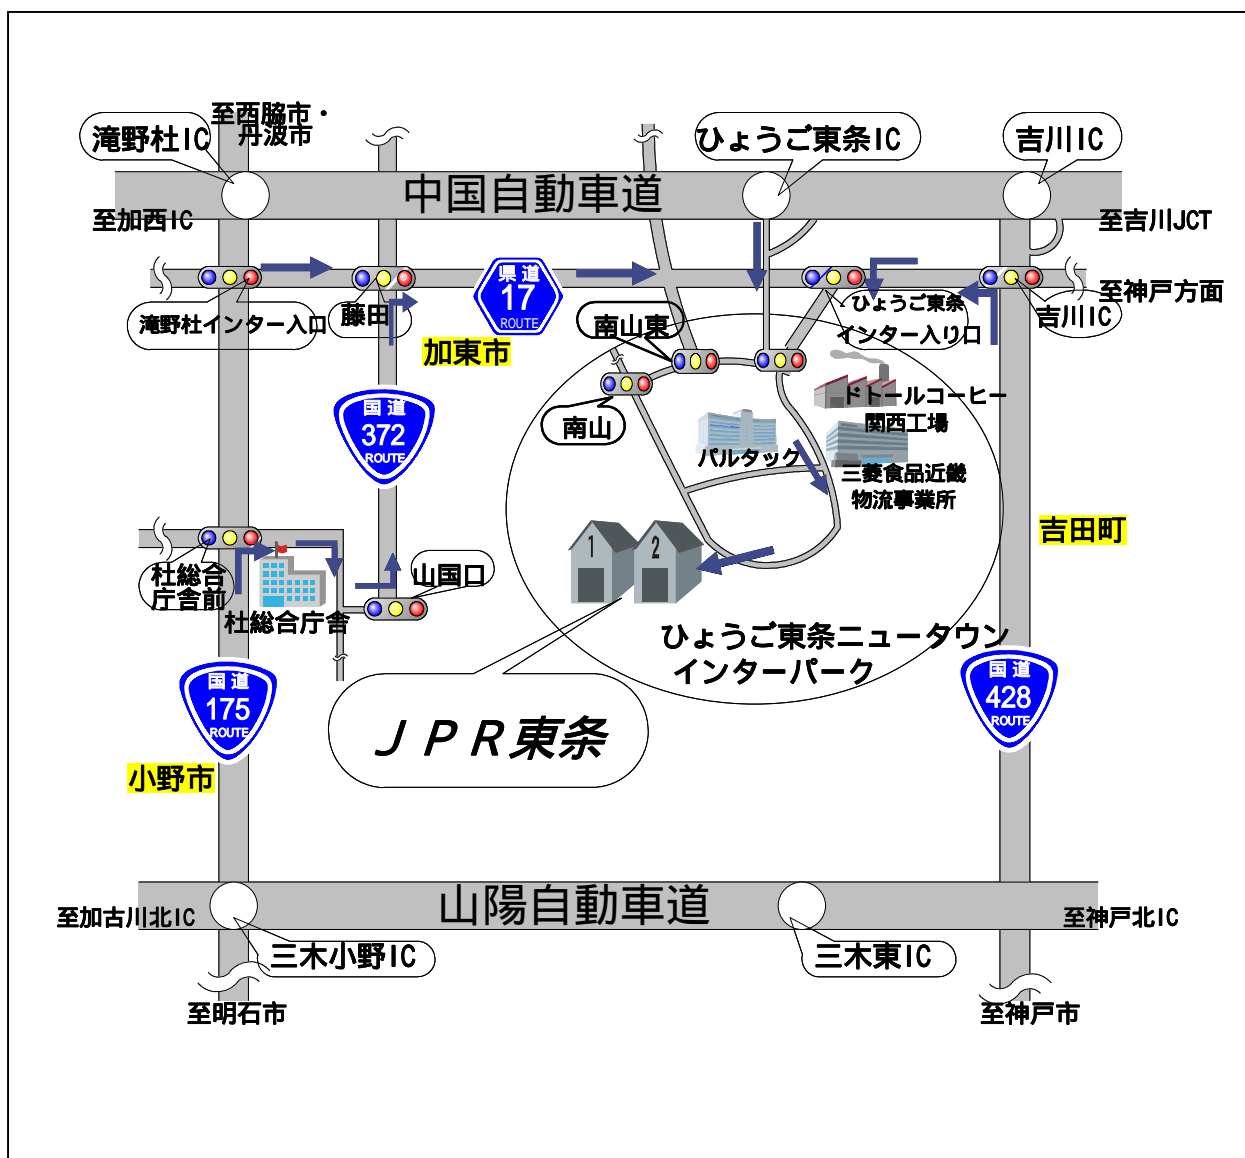 至西脇市・
丹波市
滝野社IC
ひょうご東条IC
吉川IC
中国自動車道
至加西IC
至吉川JCT
至神戸方面
滝野社インター入口
藤田
県道
17
ROUTE
南山東
ひょうご東条
インター入り口
吉川IC
加東市
国道
372
ROUTE
南山
ドトールコーヒー
関西工場
パルタック
三菱食品近畿
物流事業所
吉田町
1
2
社総合
庁舎前
山国口
社総合庁舎
ひょうご東条ニュータウン
インターパーク
国道
175
ROUTE
国道
428
ROUTE
JPR東条
小野市
山陽自動車道
至加古川北IC
至神戸北IC
三木小野IC
三木東IC
至明石市
至神戸市